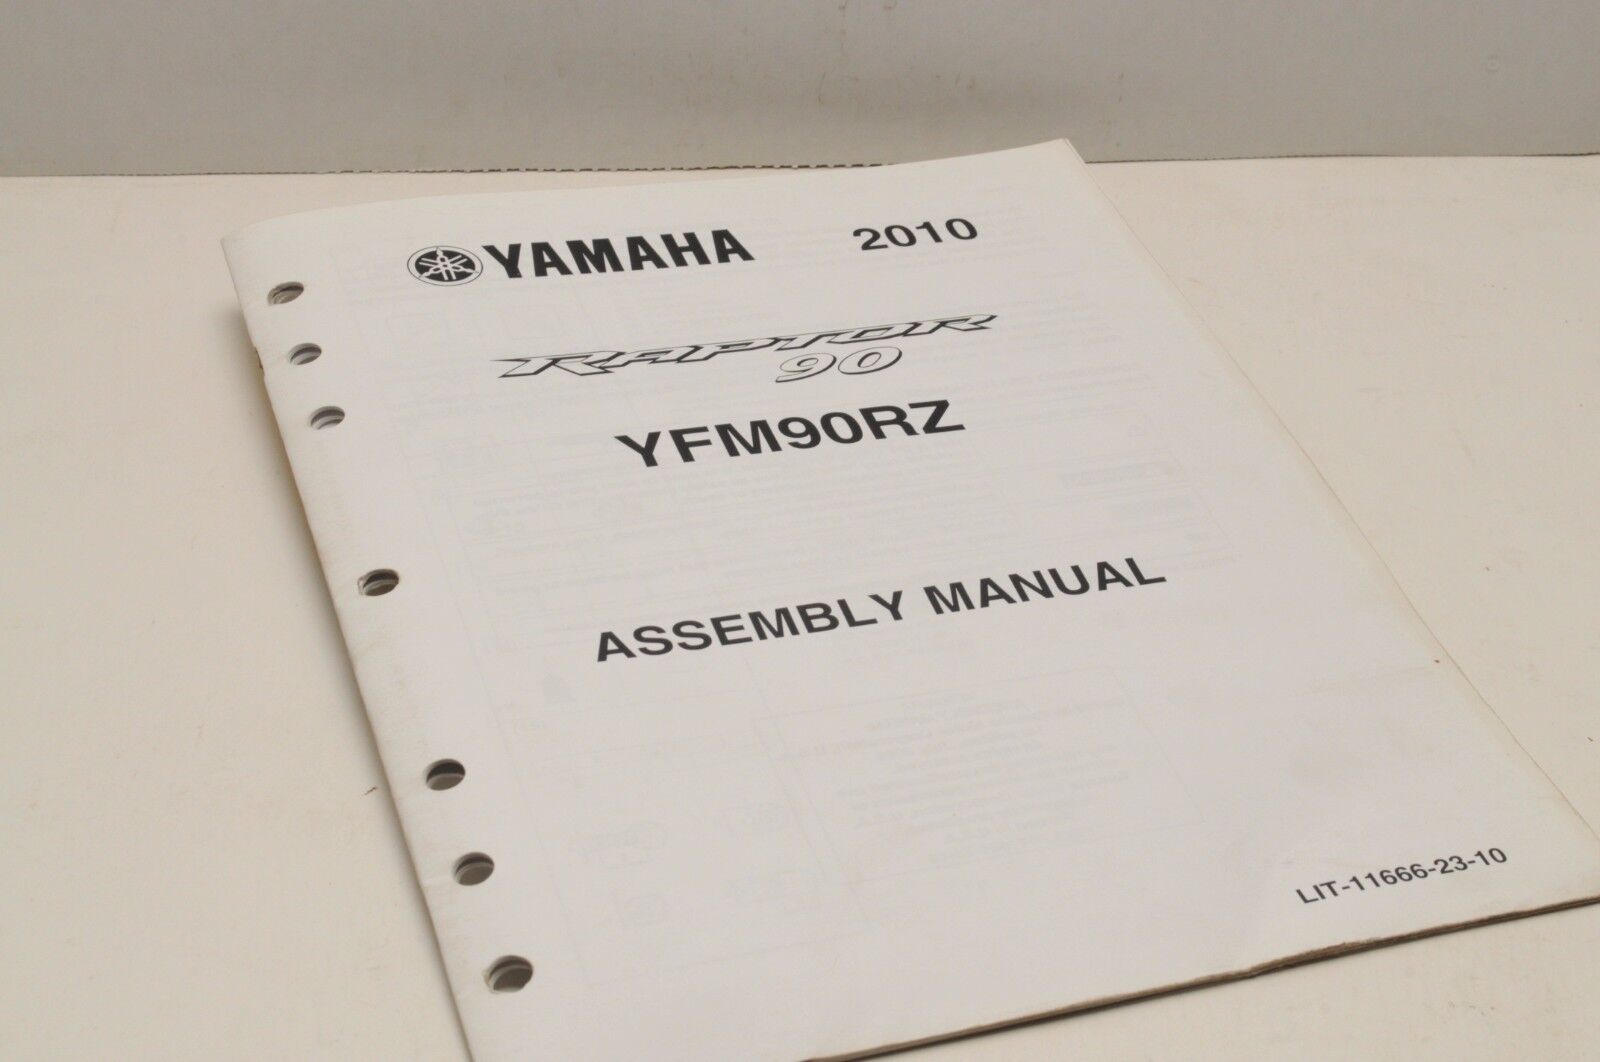 YAMAHA 2010
RAPTOR
90
YFM90RZ
ASSEMBLY MANUAL
LIT-11666-23-10